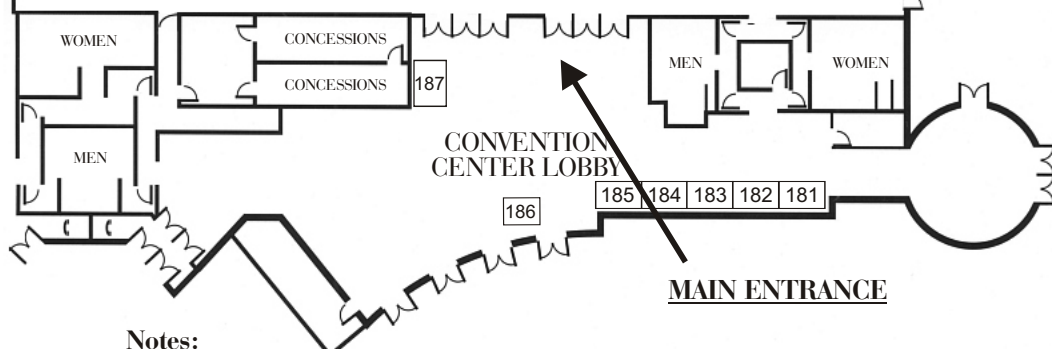 WOMEN
CONCESSIONS
CONCESSIONS
MEN
WOMEN
187
MEN
CONVENTION
CENTER LOBBY
185 184 183 182 181
186
MAIN ENTRANCE
Notes: